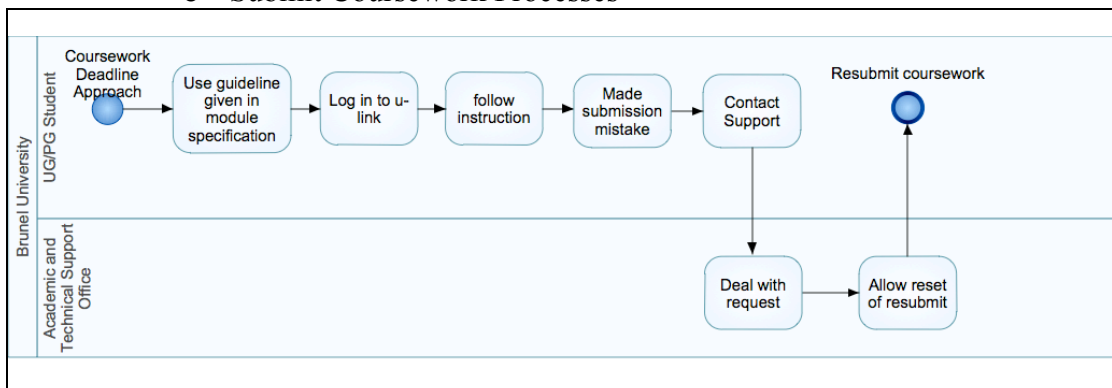 Submit Coursework Processes
Brunel University
UG/PG Student
Coursework
Deadline
Approach
Use guideline
given in
module
specification
Log in to u-
link
follow
instruction
Made
submission
mistake
Contact
Support
Resubmit coursework
Academic and
Technical Support
Office
Deal with
request
Allow reset
of resubmit